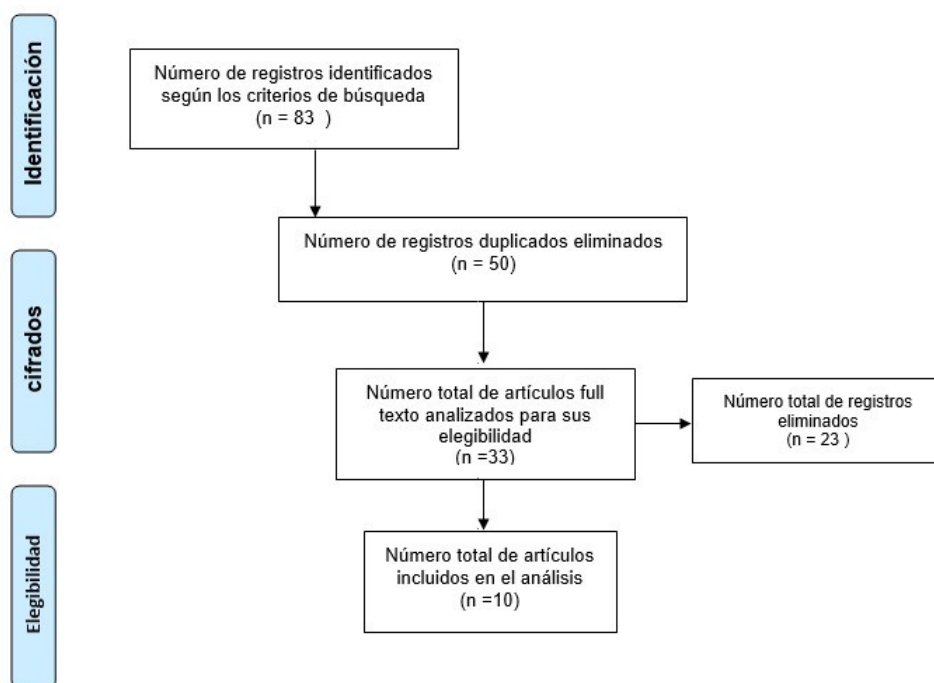 Identificación
Número de registros identificados
según los criterios de búsqueda
(n = 83 )
Número de registros duplicados eliminados
(n = 50)
cifrados
Número total de artículos full
texto analizados para sus
elegibilidad
(n =33)
Número total de registros
eliminados
(n = 23 )
Elegibilidad
Número total de artículos
incluidos en el análisis
(n =10)